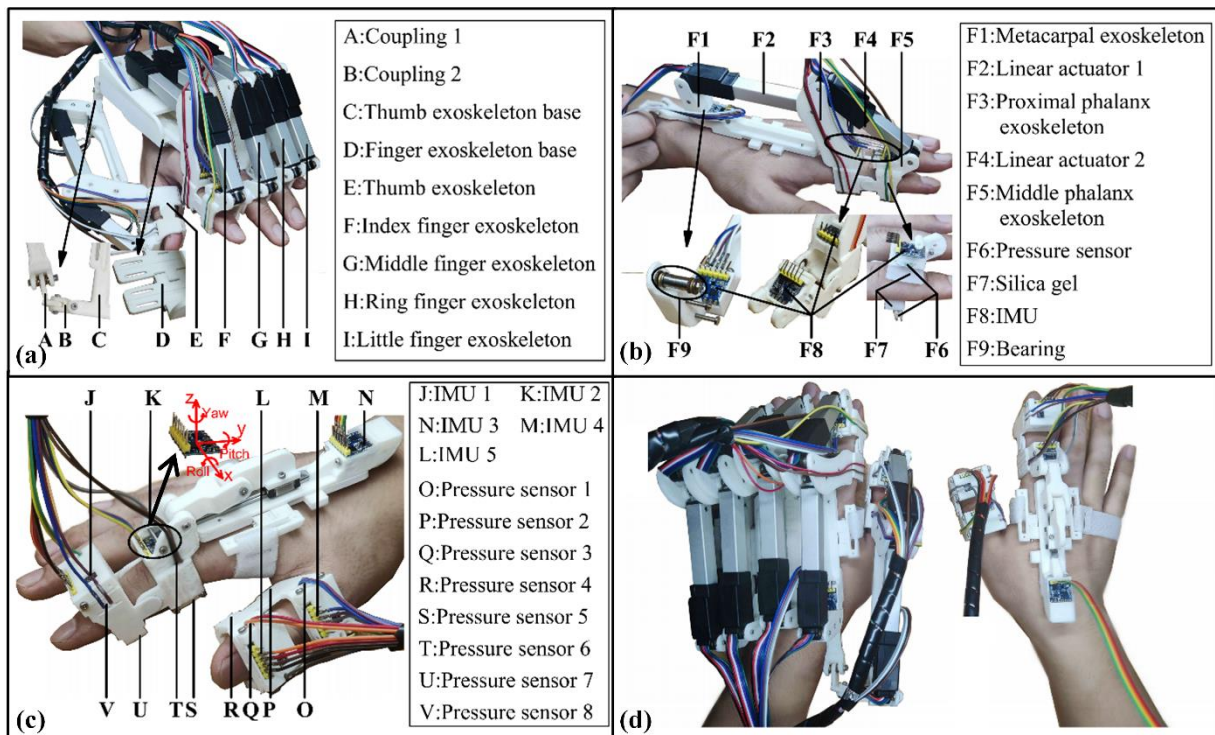 A:Coupling 1
B:Coupling 2
C:Thumb exoskeleton base
D:Finger exoskeleton base
E:Thumb exoskeleton
F:Index finger exoskeleton
G:Middle finger exoskeleton
H:Ring finger exoskeleton
I:Little finger exoskeleton
A B C D E F G H I
(a)
F1 F2 F3 F4 F5
F1:Metacarpal exoskeleton
F2:Linear actuator 1
F3:Proximal phalanx
exoskeleton
F4:Linear actuator 2
F5:Middle phalanx
exoskeleton
F6:Pressure sensor
F7:Silica gel
F8:IMU
F9:Bearing
F9 F8 F7 F6
(b)
J K L M N
z
Yaw
y
Pitch
Roll
x
J:IMU 1 K:IMU 2
N:IMU 3 M:IMU 4
L:IMU 5
O:Pressure sensor 1
P:Pressure sensor 2
Q:Pressure sensor 3
R:Pressure sensor 4
S:Pressure sensor 5
T:Pressure sensor 6
U:Pressure sensor 7
V:Pressure sensor 8
V U T S R Q P O
(c)
(d)